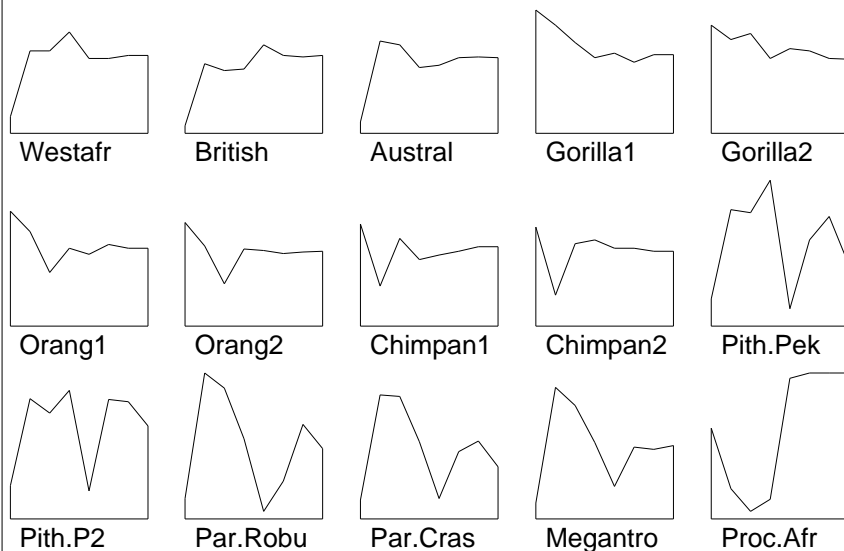 Westafr British Austral Gorilla1 Gorilla2
Orang1 Orang2 Chimpan1 Chimpan2 Pith.Pek
Pith.P2 Par.Robu Par.Cras Megantro Proc.Afr